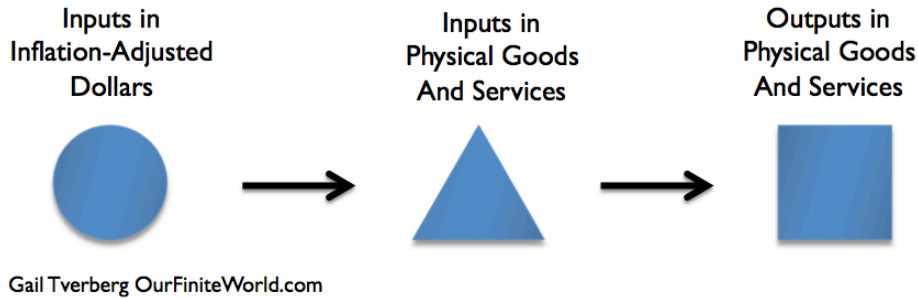 Inputs in
Inflation-Adjusted
Dollars
Inputs in
Physical Goods
And Services
Outputs in
Physical Goods
And Services
Gail Tverberg OurFiniteWorld.com